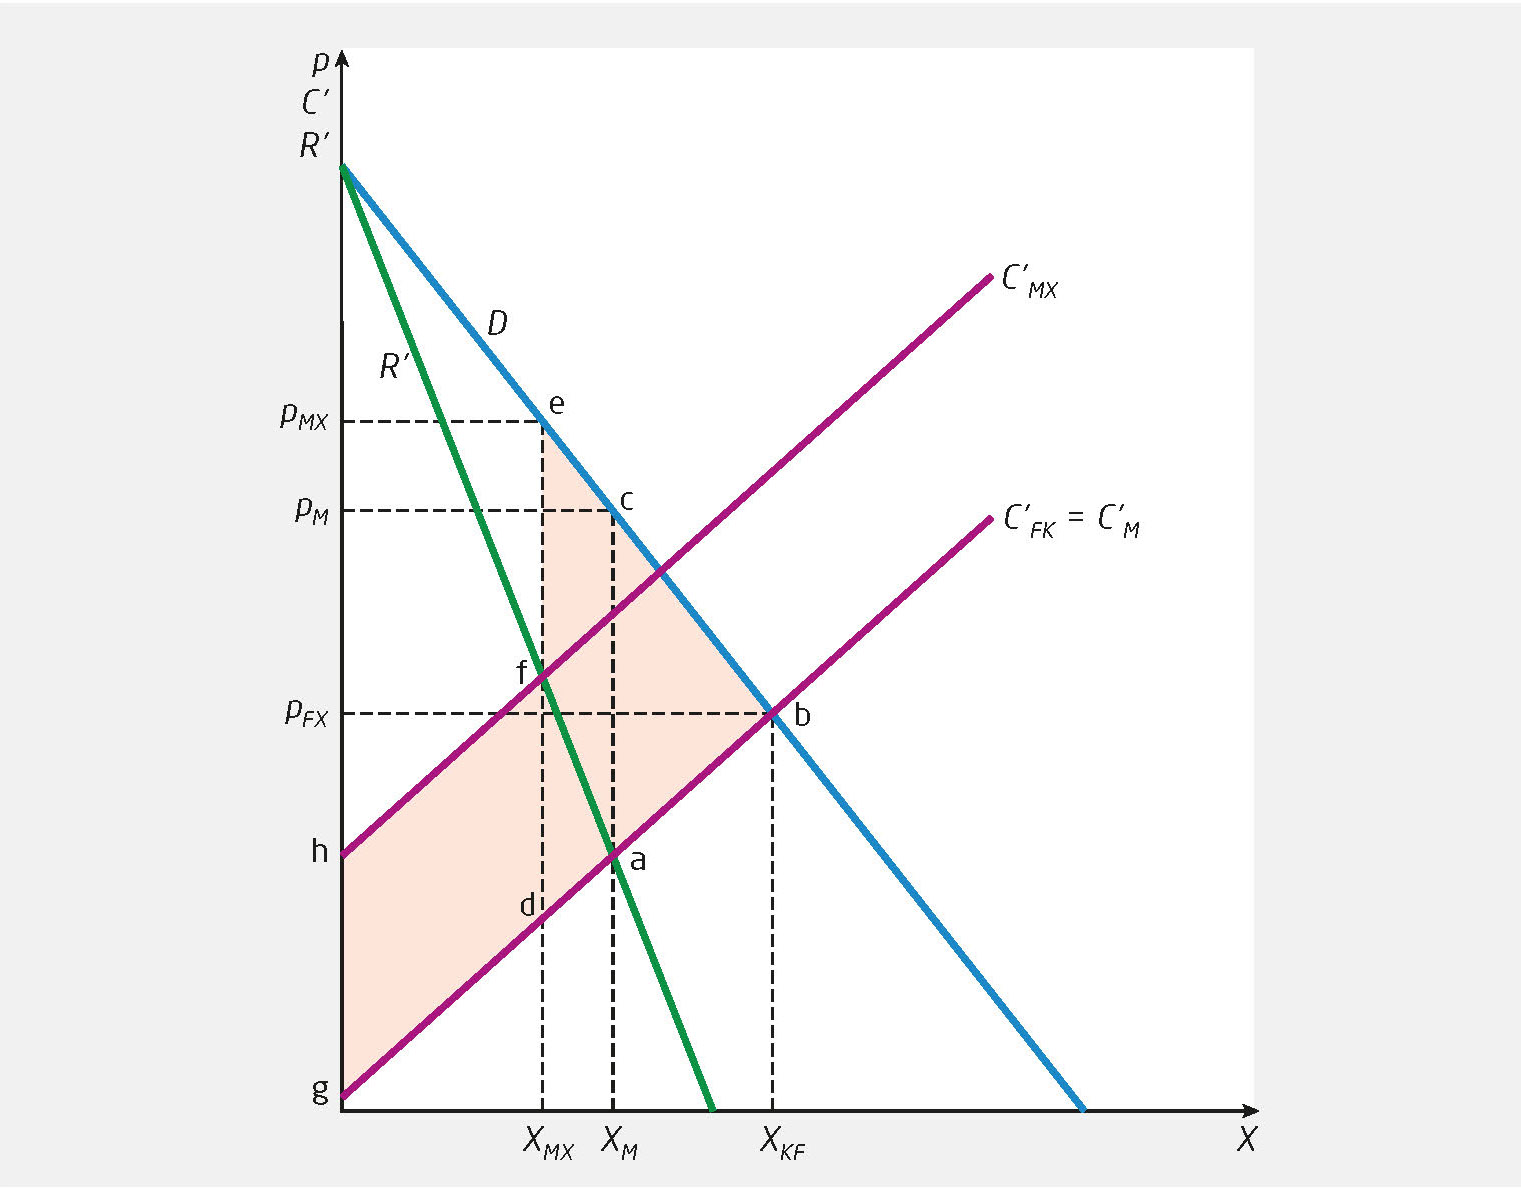 p
C′
R′
D
R′
C′MX
e
pMX
c
pM
C′FK = C′M
f
pFX
b
h
a
d
g
XMX
XM
XKF
X